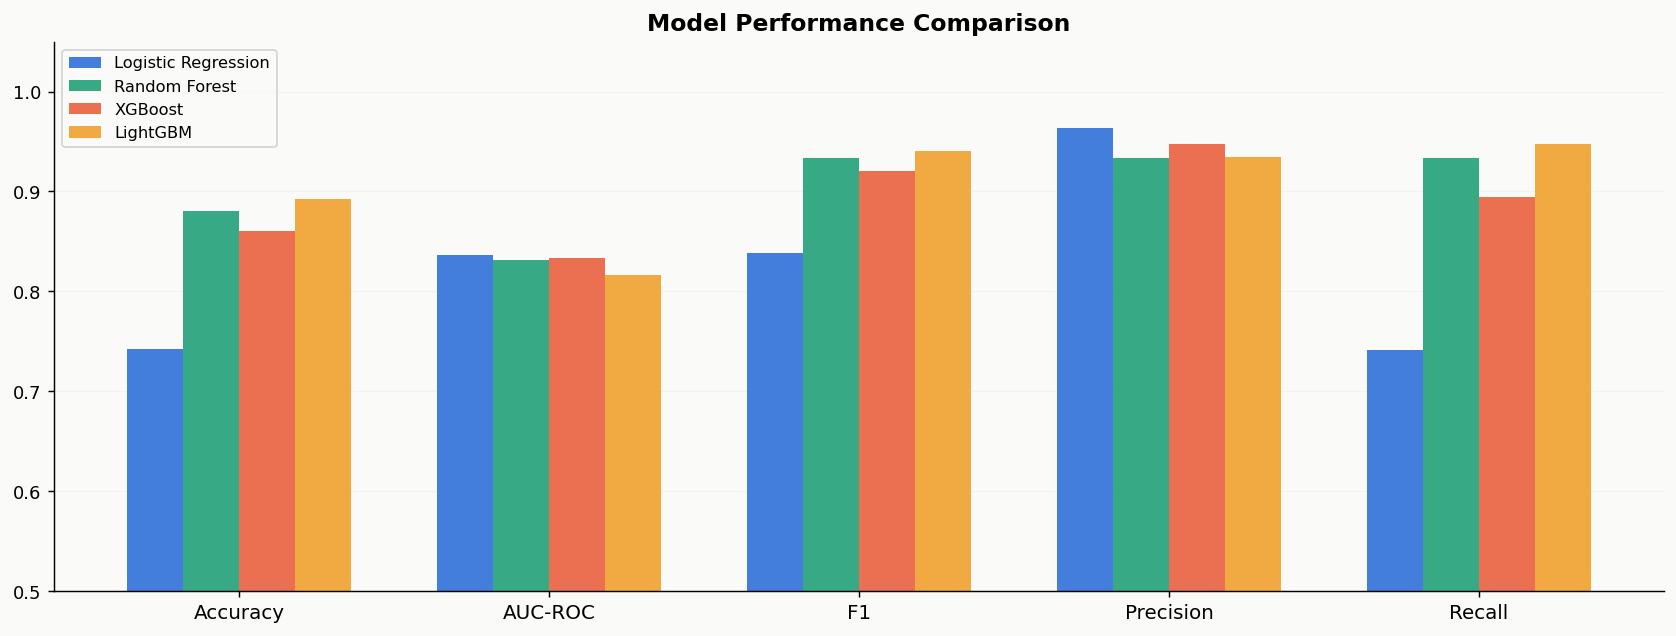 Model Performance Comparison
Logistic Regression
Random Forest
XGBoost
LightGBM
1.0
0.9
0.8
0.7
0.6
0.5
Accuracy
AUC-ROC
F1
Precision
Recall